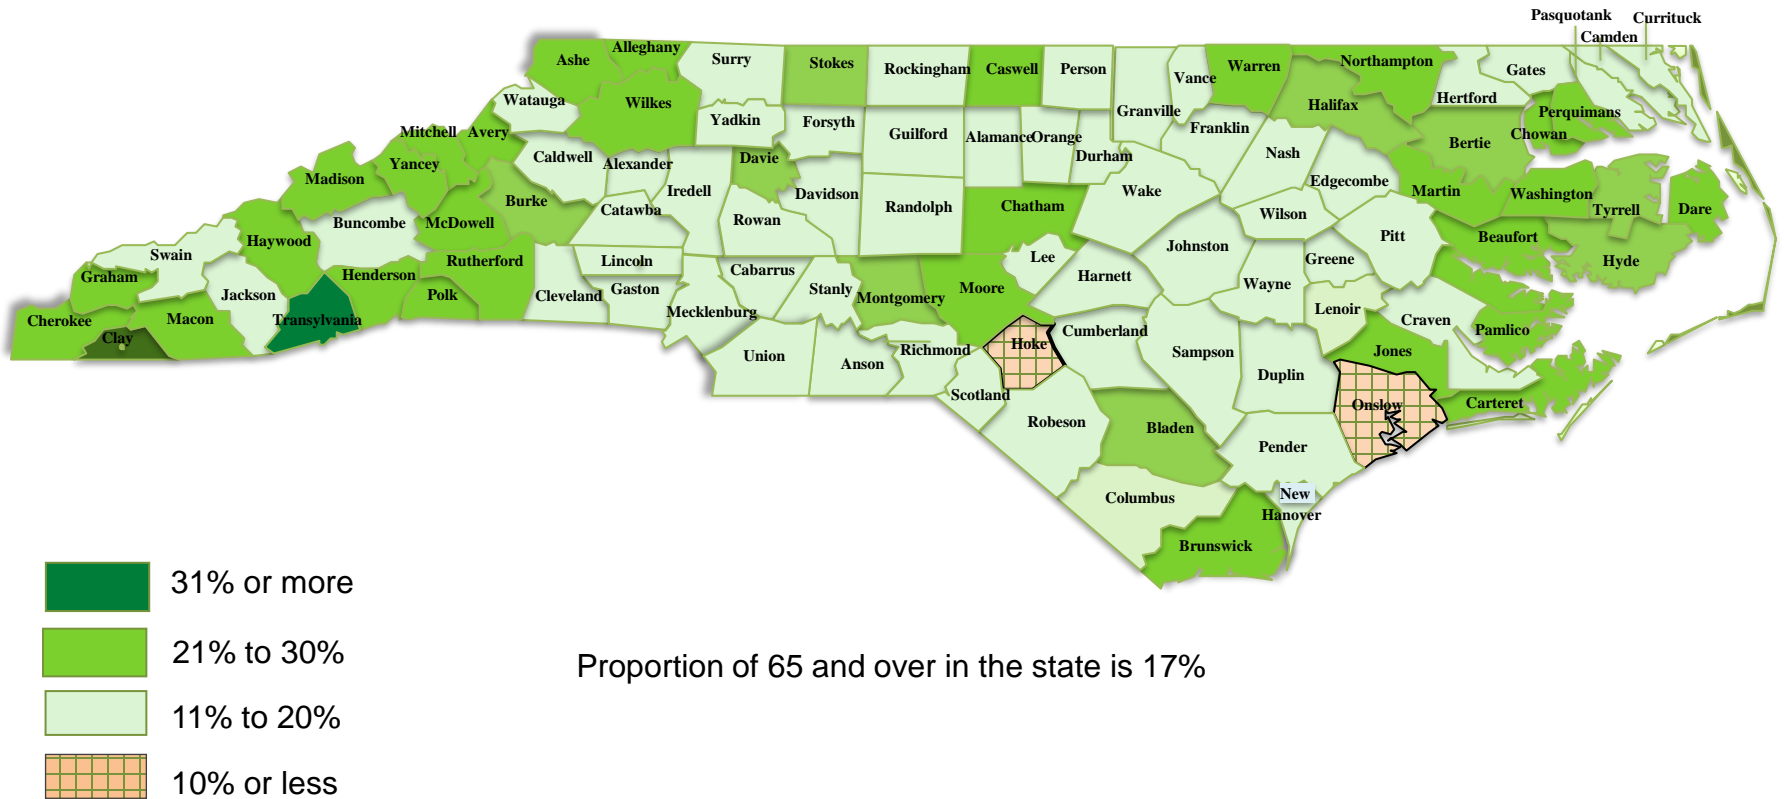 Pasquotank
Currituck
Camden
Ashe
Alleghany
Surry
Stokes
Rockingham
Caswell
Person
Vance
Warren
Northampton
Gates
Hertford
Watauga
Wilkes
Yadkin
Forsyth
Guilford
Alamance
Orange
Durham
Granville
Franklin
Halifax
Bertie
Chowan
Perquimans
Mitchell
Avery
Yancey
Madison
Caldwell
Alexander
Davie
Iredell
Davidson
Randolph
Chatham
Wake
Nash
Edgecombe
Martin
Washington
Tyrrell
Dare
Burke
Catawba
Rowan
Buncombe
McDowell
Haywood
Swain
Graham
Jackson
Henderson
Rutherford
Polk
Lincoln
Gaston
Cleveland
Cabarrus
Stanly
Mecklenburg
Montgomery
Moore
Lee
Harnett
Johnston
Wilson
Greene
Wayne
Pitt
Beaufort
Hyde
Cherokee
Clay
Macon
Transylvania
Union
Anson
Richmond
Hoke
Scotland
Cumberland
Sampson
Duplin
Lenoir
Craven
Pamlico
Jones
Onslow
Carteret
Robeson
Bladen
Pender
Columbus
New
Hanover
Brunswick
31% or more
21% to 30%
11% to 20%
10% or less
Proportion of 65 and over in the state is 17%